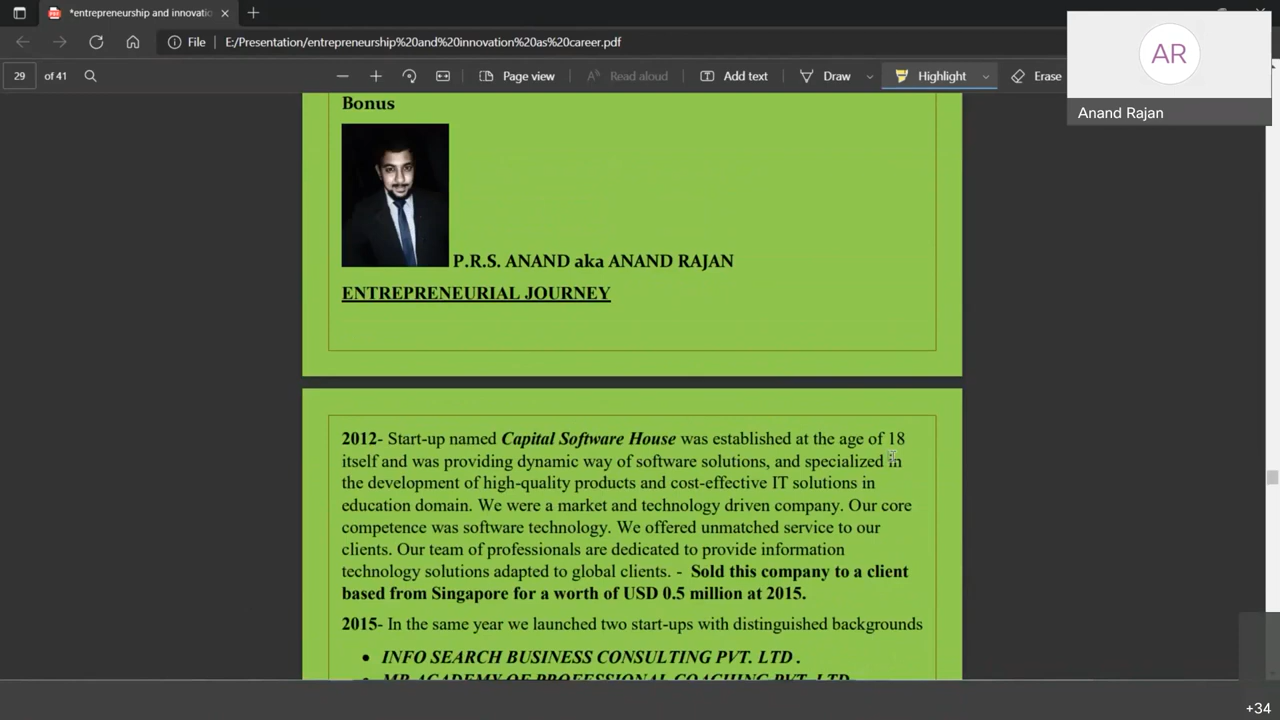 *entrepreneurship and innovatio
File E:/Presentation/entrepreneurship%20and%20innovation%20as%20career.pdf
29 of 41 Page view Read aloud Add text Draw Highlight Erase
AR
Anand Rajan
Bonus
P.R.S. ANAND aka ANAND RAJAN
ENTREPRENEURIAL JOURNEY
2012- Start-up named Capital Software House was established at the age of 18
itself and was providing dynamic way of software solutions, and specialized in
the development of high-quality products and cost-effective IT solutions in
education domain. We were a market and technology driven company. Our core
competence was software technology. We offered unmatched service to our
clients. Our team of professionals are dedicated to provide information
technology solutions adapted to global clients. - Sold this company to a client
based from Singapore for a worth of USD 0.5 million at 2015.
2015- In the same year we launched two start-ups with distinguished backgrounds
• INFO SEARCH BUSINESS CONSULTING PVT. LTD .
• MB ACADEMY OF PROFESSIONAL COACHING PVT. LTD
+34